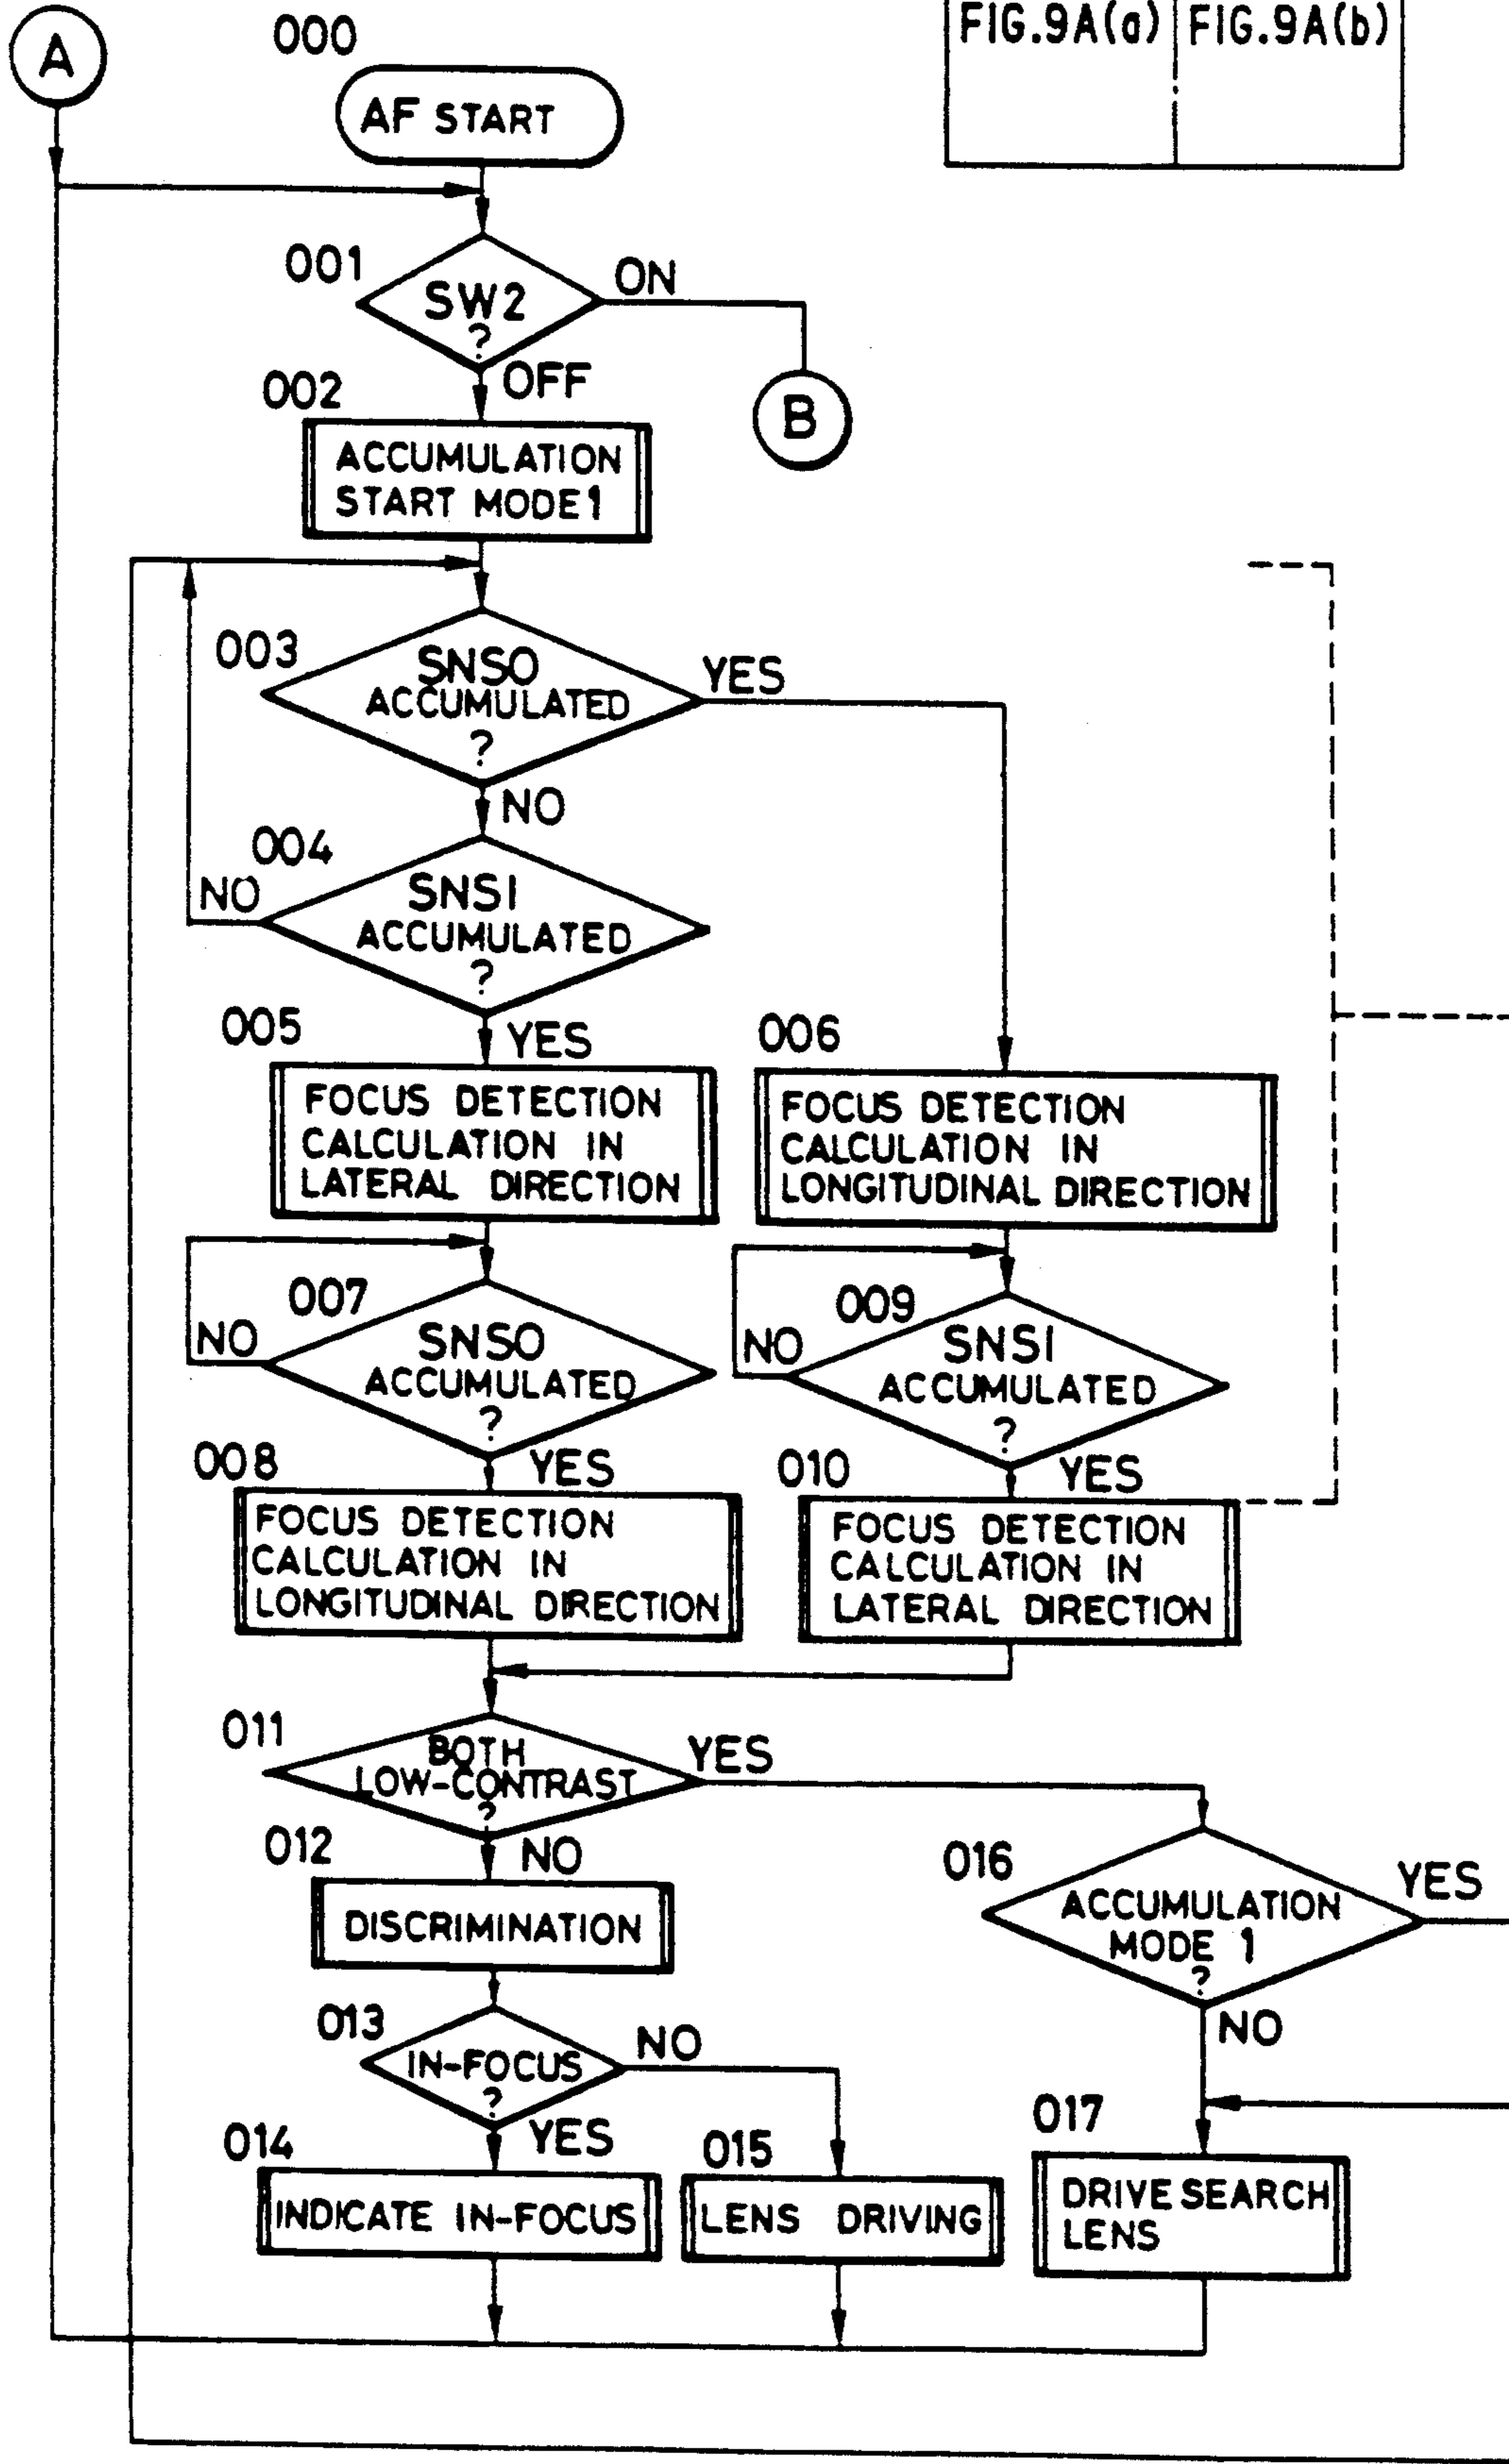 A
000
FIG.9A(a) FIG.9A(b)
AF START
001
SW2
?
ON
OFF
B
002
ACCUMULATION
START MODE1
003
SNSO
ACCUMULATED
?
YES
NO
004
SNSI
ACCUMULATED
?
NO
YES
005
FOCUS DETECTION
CALCULATION IN
LATERAL DIRECTION
006
FOCUS DETECTION
CALCULATION IN
LONGITUDINAL DIRECTION
007
SNSO
ACCUMULATED
?
NO
YES
009
SNSI
ACCUMULATED
?
NO
YES
008
FOCUS DETECTION
CALCULATION IN
LONGITUDINAL DIRECTION
010
FOCUS DETECTION
CALCULATION IN
LATERAL DIRECTION
011
BOTH
LOW-CONTRAST
?
YES
NO
012
DISCRIMINATION
016
ACCUMULATION
MODE 1
?
YES
NO
013
IN-FOCUS
?
NO
YES
014
INDICATE IN-FOCUS
015
LENS DRIVING
017
DRIVE SEARCH
LENS